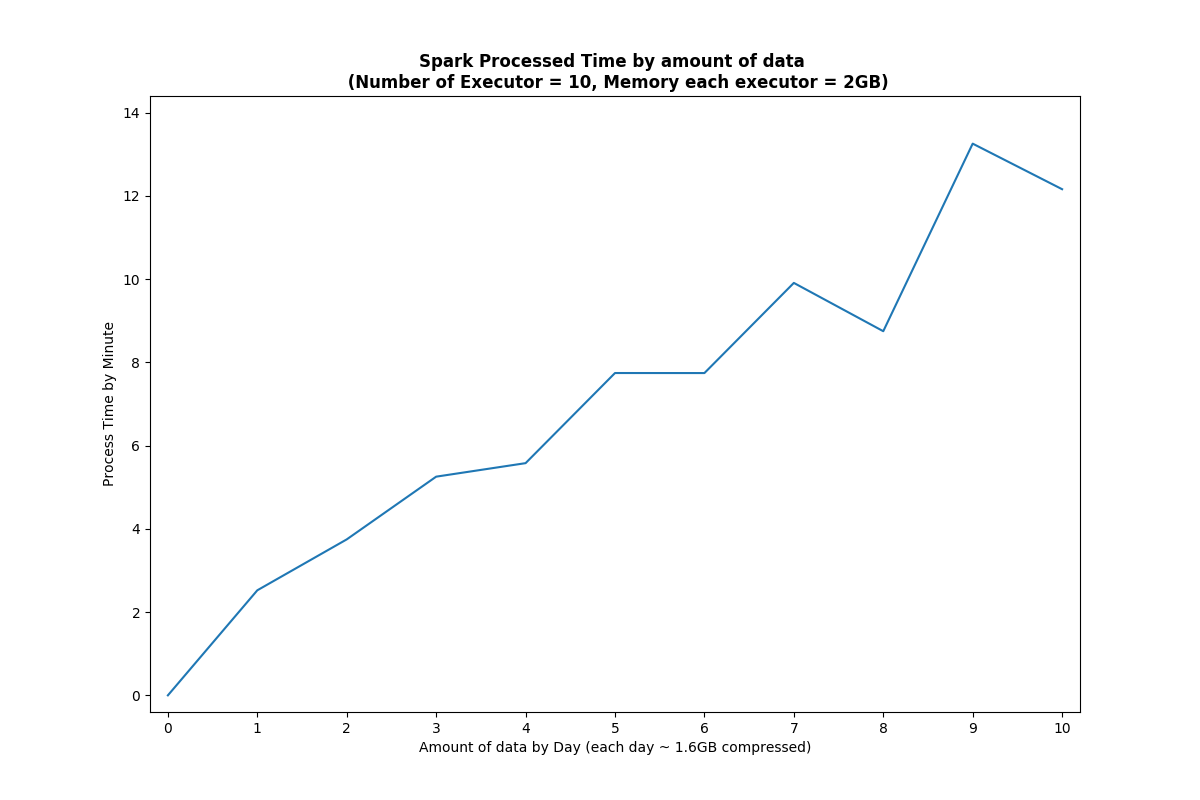 Spark Processed Time by amount of data
(Number of Executor = 10, Memory each executor = 2GB)
14
12
10
8
6
4
2
0
Process Time by Minute
0 1 2 3 4 5 6 7 8 9 10
Amount of data by Day (each day ~ 1.6GB compressed)